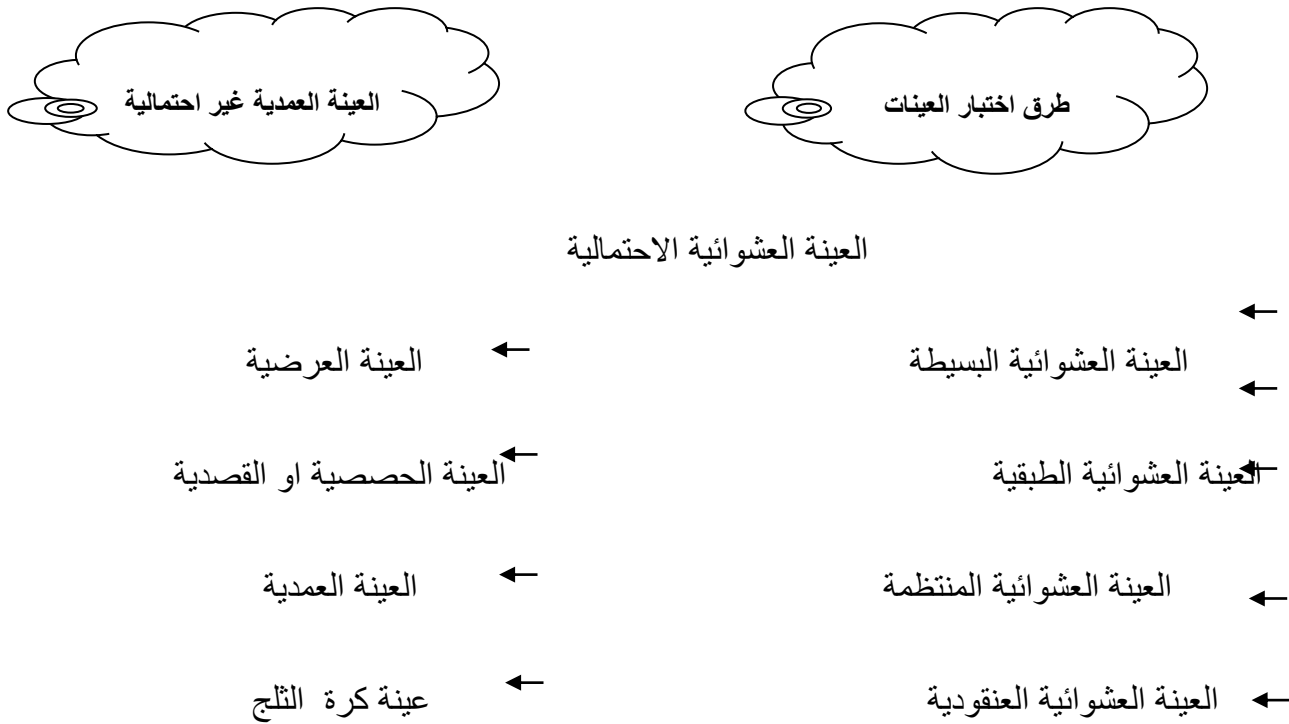 طرق اختبار العينات
العينة العمدية غير احتمالية
العينة العشوائية الاحتمالية
العينة العشوائية البسيطة
العينة العرضية
العينة العشوائية الطبقية
العينة الحصصية او القصدية
العينة العشوائية المنتظمة
العينة العمدية
العينة العشوائية العنقودية
عينة كرة الثلج